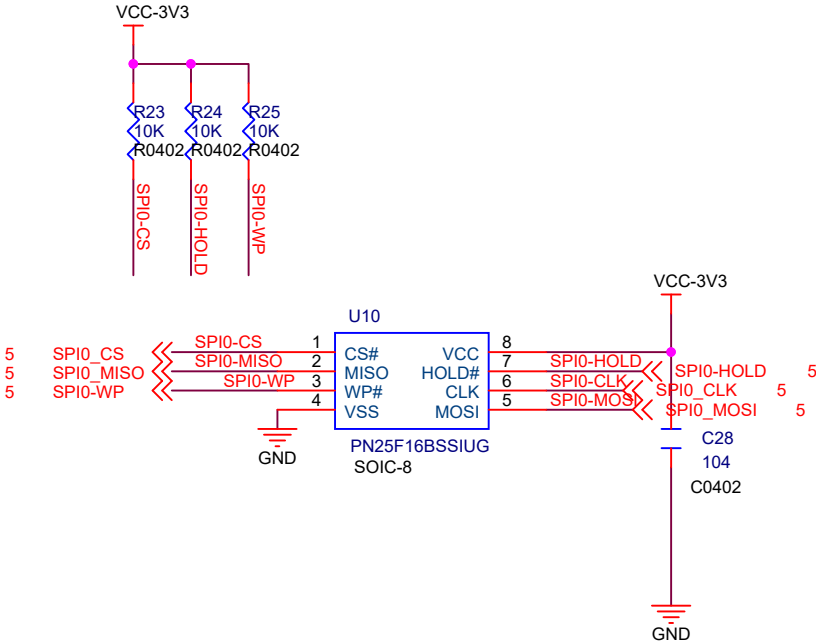 VCC-3V3
R23 R24 R25
10K 10K 10K
R0402 R0402 R0402
SPI0-CS
SPI0-HOLD
SPI0-WP
VCC-3V3
U10
5 SPI0_CS SPI0-CS 1 CS# VCC 8
5 SPI0_MISO SPI0-MISO 2 MISO HOLD# 7 SPI0-HOLD SPI0-HOLD 5
5 SPI0-WP SPI0-WP 3 WP# CLK 6 SPI0-CLK SPI0_CLK 5
4 VSS MOSI 5 SPI0-MOSI SPI0_MOSI 5
GND
PN25F16BSSIUG
SOIC-8
C28
104
C0402
GND